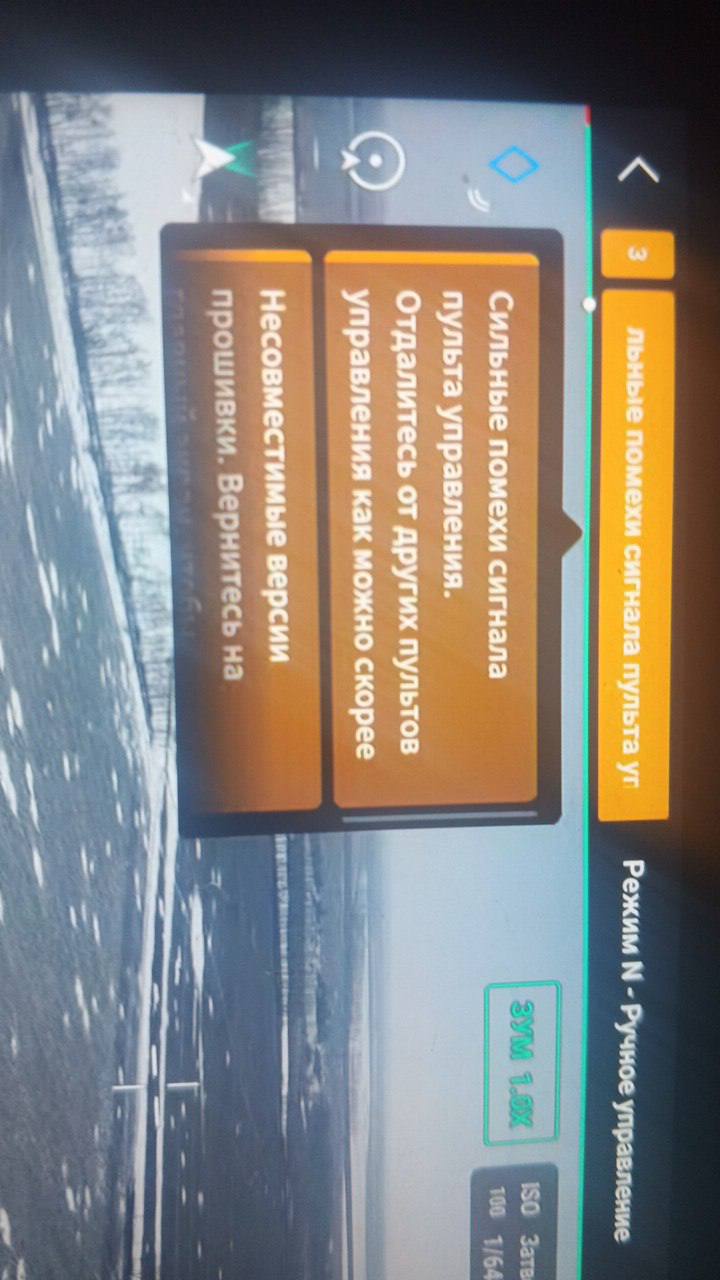 3
льные помехи сигнала пульта уп
Режим N - Ручное управление
Сильные помехи сигнала
пульта управления.
Отдалитесь от других пультов
управления как можно скорее
Несовместимые версии
прошивки. Вернитесь на
ЗУМ 1.0X
ISO Затв
100 1/64